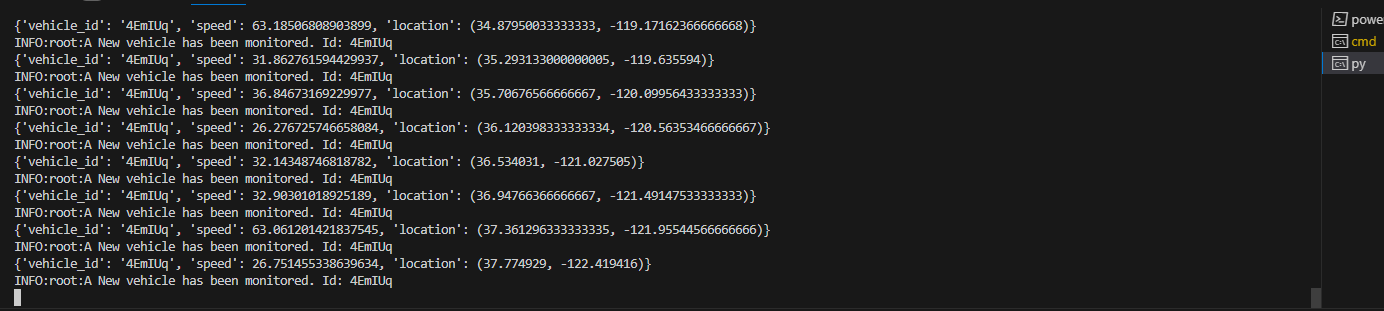 {'vehicle_id': '4EmIUq', 'speed': 63.18506808903899, 'location': (34.87950033333333, -119.17162366666668)}
INFO:root:A New vehicle has been monitored. Id: 4EmIUq
{'vehicle_id': '4EmIUq', 'speed': 31.862761594429937, 'location': (35.293133000000005, -119.635594)}
INFO:root:A New vehicle has been monitored. Id: 4EmIUq
{'vehicle_id': '4EmIUq', 'speed': 36.84673169229977, 'location': (35.70676566666667, -120.09956433333333)}
INFO:root:A New vehicle has been monitored. Id: 4EmIUq
{'vehicle_id': '4EmIUq', 'speed': 26.276725746658084, 'location': (36.120398333333334, -120.56353466666667)}
INFO:root:A New vehicle has been monitored. Id: 4EmIUq
{'vehicle_id': '4EmIUq', 'speed': 32.14348746818782, 'location': (36.534031, -121.027505)}
INFO:root:A New vehicle has been monitored. Id: 4EmIUq
{'vehicle_id': '4EmIUq', 'speed': 32.90301018925189, 'location': (36.94766366666667, -121.49147533333333)}
INFO:root:A New vehicle has been monitored. Id: 4EmIUq
{'vehicle_id': '4EmIUq', 'speed': 63.061201421837545, 'location': (37.361296333333335, -121.95544566666666)}
INFO:root:A New vehicle has been monitored. Id: 4EmIUq
{'vehicle_id': '4EmIUq', 'speed': 26.751455338639634, 'location': (37.774929, -122.419416)}
INFO:root:A New vehicle has been monitored. Id: 4EmIUq
power
cmd
py